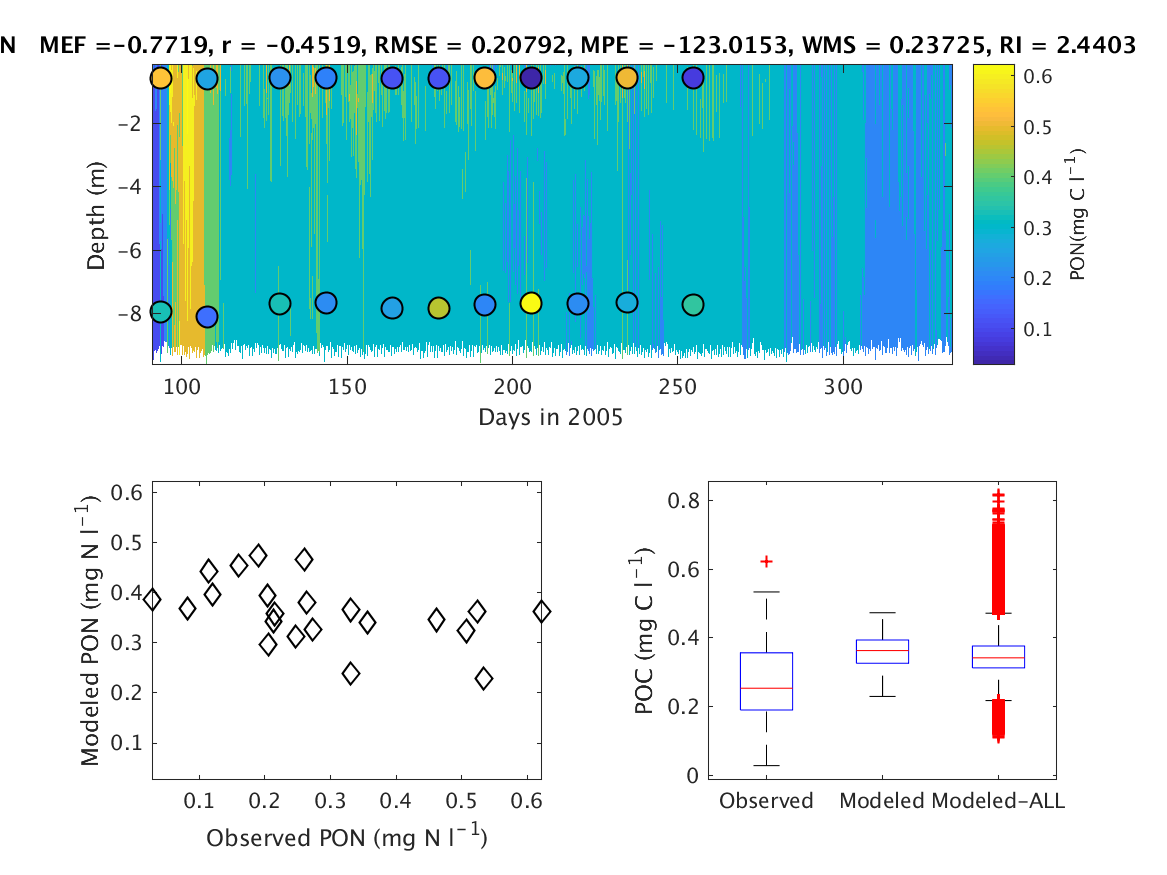 N MEF =-0.7719, r = -0.4519, RMSE = 0.20792, MPE = -123.0153, WMS = 0.23725, RI = 2.4403
Depth (m)
-2
-4
-6
-8
100 150 200 250 300
Days in 2005
0.6
0.5
0.4
0.3
0.2
0.1
PON(mg C l⁻¹)
Modeled PON (mg N l⁻¹)
0.6
0.5
0.4
0.3
0.2
0.1
0.1 0.2 0.3 0.4 0.5 0.6
Observed PON (mg N l⁻¹)
POC (mg C l⁻¹)
0.8
0.6
0.4
0.2
0
Observed Modeled Modeled-ALL